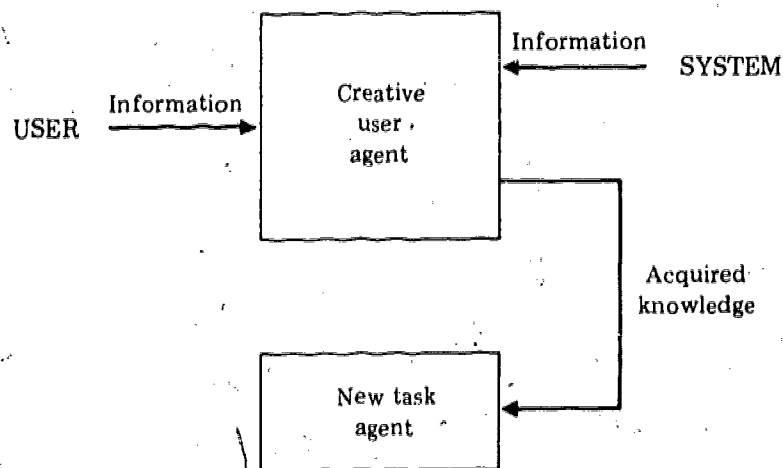 Information
SYSTEM
Information
USER
Creative
user
agent
Acquired
knowledge
New task
agent